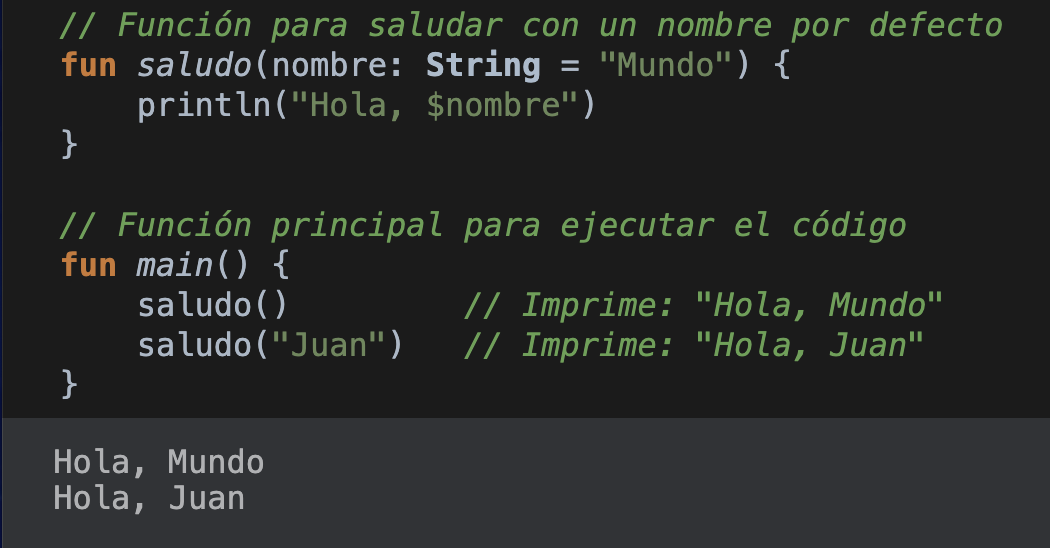 // Función para saludar con un nombre por defecto
fun saludo(nombre: String = "Mundo") {
    println("Hola, $nombre")
}

// Función principal para ejecutar el código
fun main() {
    saludo()         // Imprime: "Hola, Mundo"
    saludo("Juan")   // Imprime: "Hola, Juan"
}
Hola, Mundo
Hola, Juan